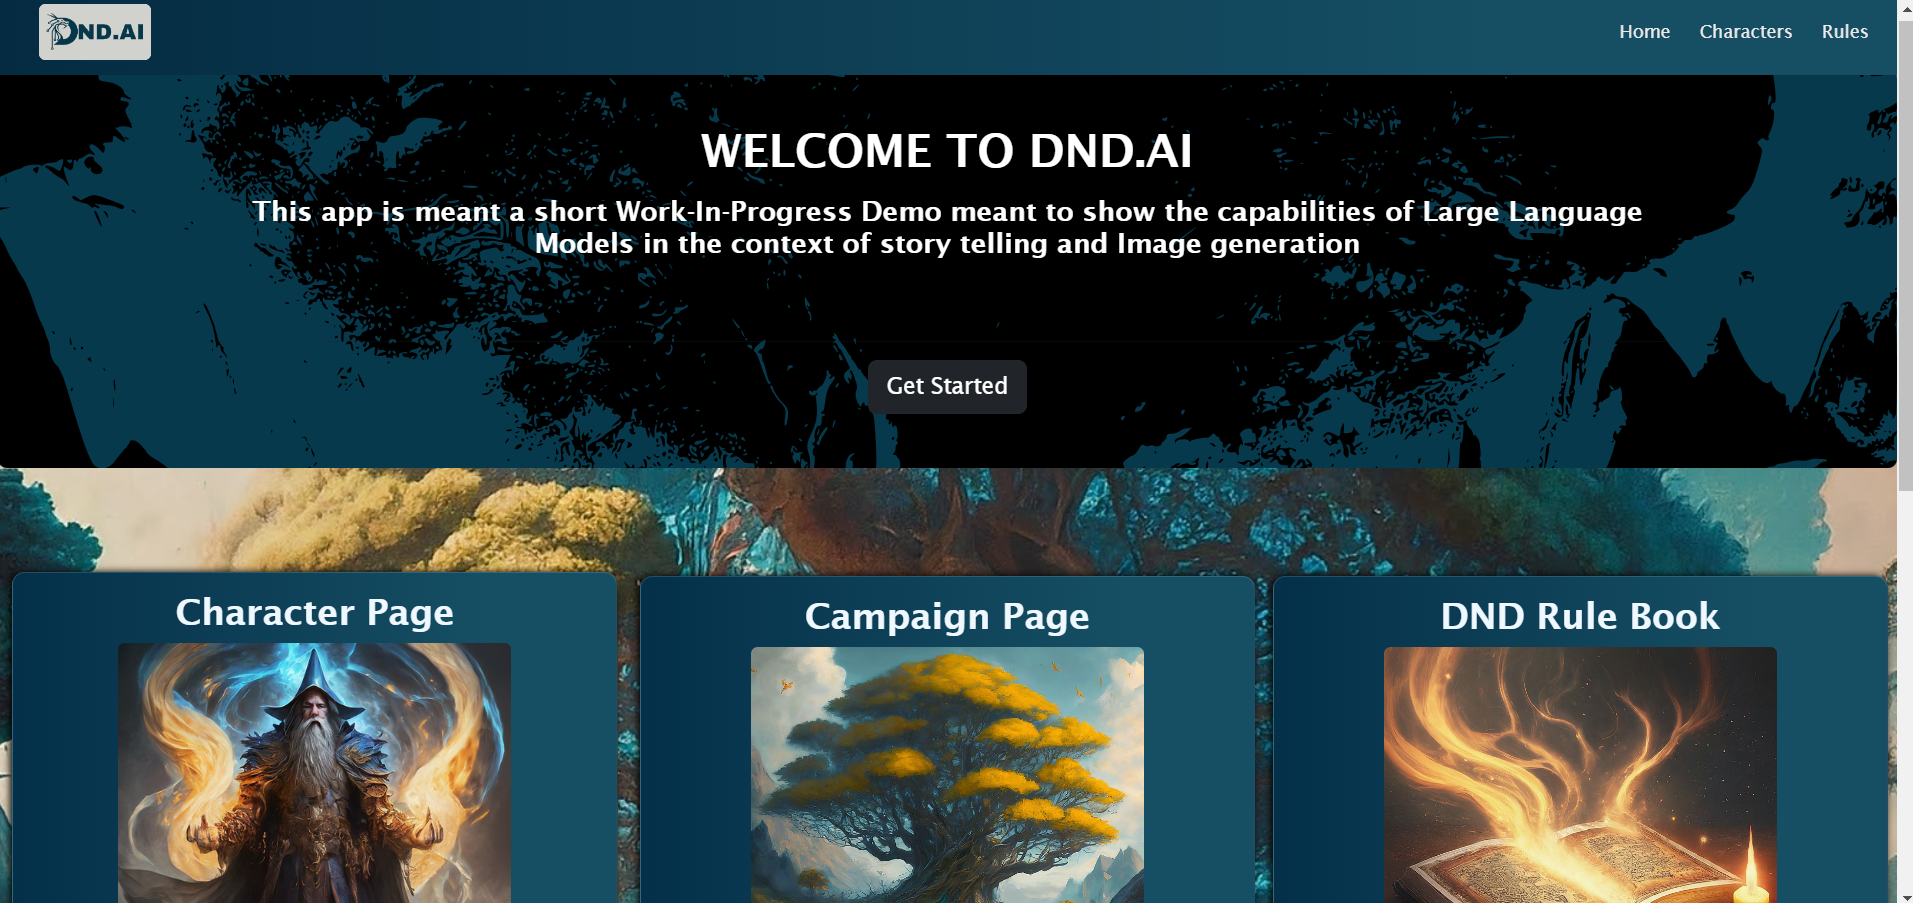 DND.AI
Home Characters Rules
WELCOME TO DND.AI
This app is meant a short Work-In-Progress Demo meant to show the capabilities of Large Language
Models in the context of story telling and Image generation
Get Started
Character Page
Campaign Page
DND Rule Book